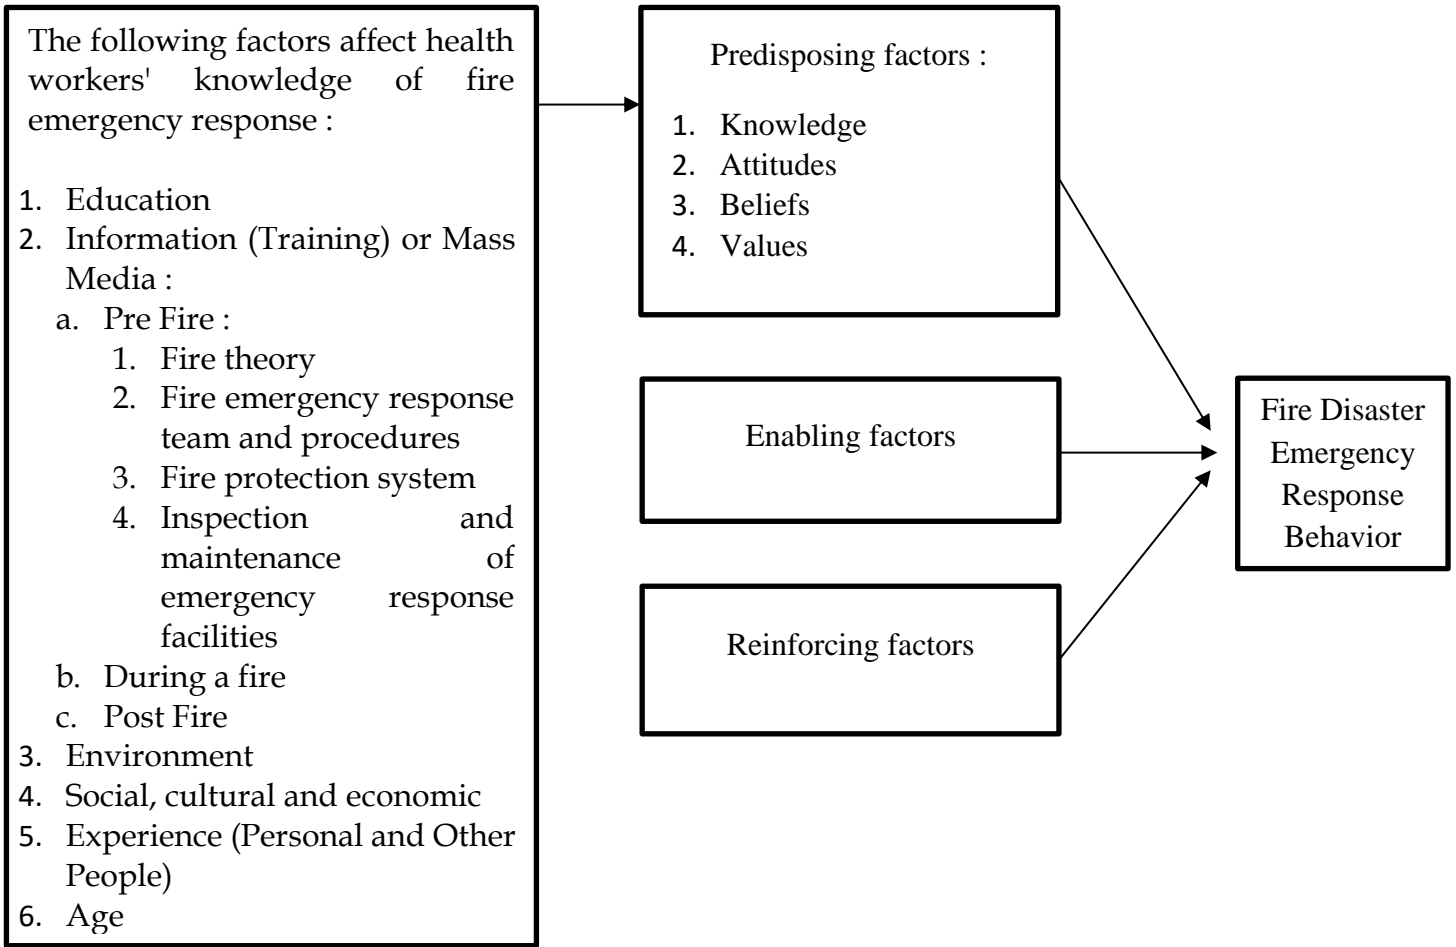 The following factors affect health
workers' knowledge of fire
emergency response :
1. Education
2. Information (Training) or Mass
Media :
a. Pre Fire :
1. Fire theory
2. Fire emergency response
team and procedures
3. Fire protection system
4. Inspection and
maintenance of
emergency response
facilities
b. During a fire
c. Post Fire
3. Environment
4. Social, cultural and economic
5. Experience (Personal and Other
People)
6. Age
Predisposing factors :
1. Knowledge
2. Attitudes
3. Beliefs
4. Values
Enabling factors
Reinforcing factors
Fire Disaster
Emergency
Response
Behavior